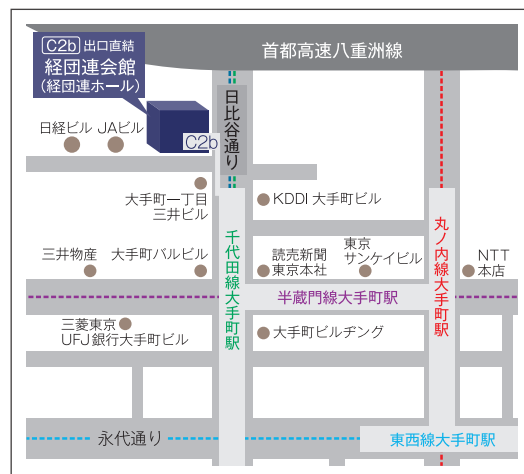 首都高速八重洲線
C2b 出口直結
経団連会館
(経団連ホール)
日比谷通り
日経ビル
JAビル
C2b
大手町一丁目
三井ビル
KDDI 大手町ビル
千代田線大手町駅
丸ノ内線大手町駅
三井物産
大手町パルビル
読売新聞
東京本社
東京
サンケイビル
NTT
本店
半蔵門線大手町駅
三菱東京
UFJ銀行大手町ビル
大手町ビルヂング
永代通り
東西線大手町駅